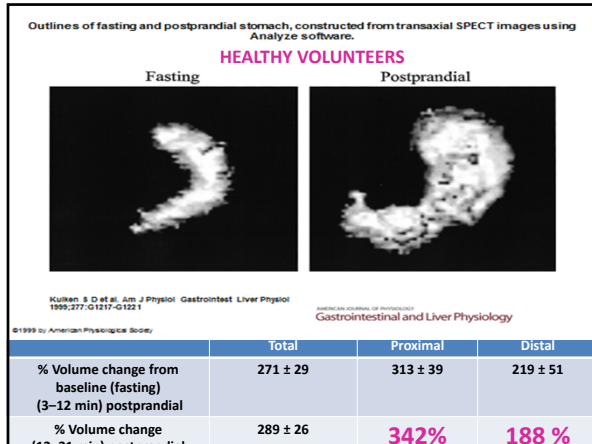 Outlines of fasting and postprandial stomach, constructed from transaxial SPECT images using
Analyze software.
HEALTHY VOLUNTEERS
Fasting
Postprandial
Kuiken S D et al. Am J Physiol Gastrointest Liver Physiol
1999;277:G1217-G1221
AMERICAN JOURNAL OF PHYSIOLOGY
Gastrointestinal and Liver Physiology
©1999 by American Physiological Society
Total Proximal Distal
% Volume change from
baseline (fasting)
(3–12 min) postprandial
271 ± 29 313 ± 39 219 ± 51
% Volume change
289 ± 26 342% 188 %